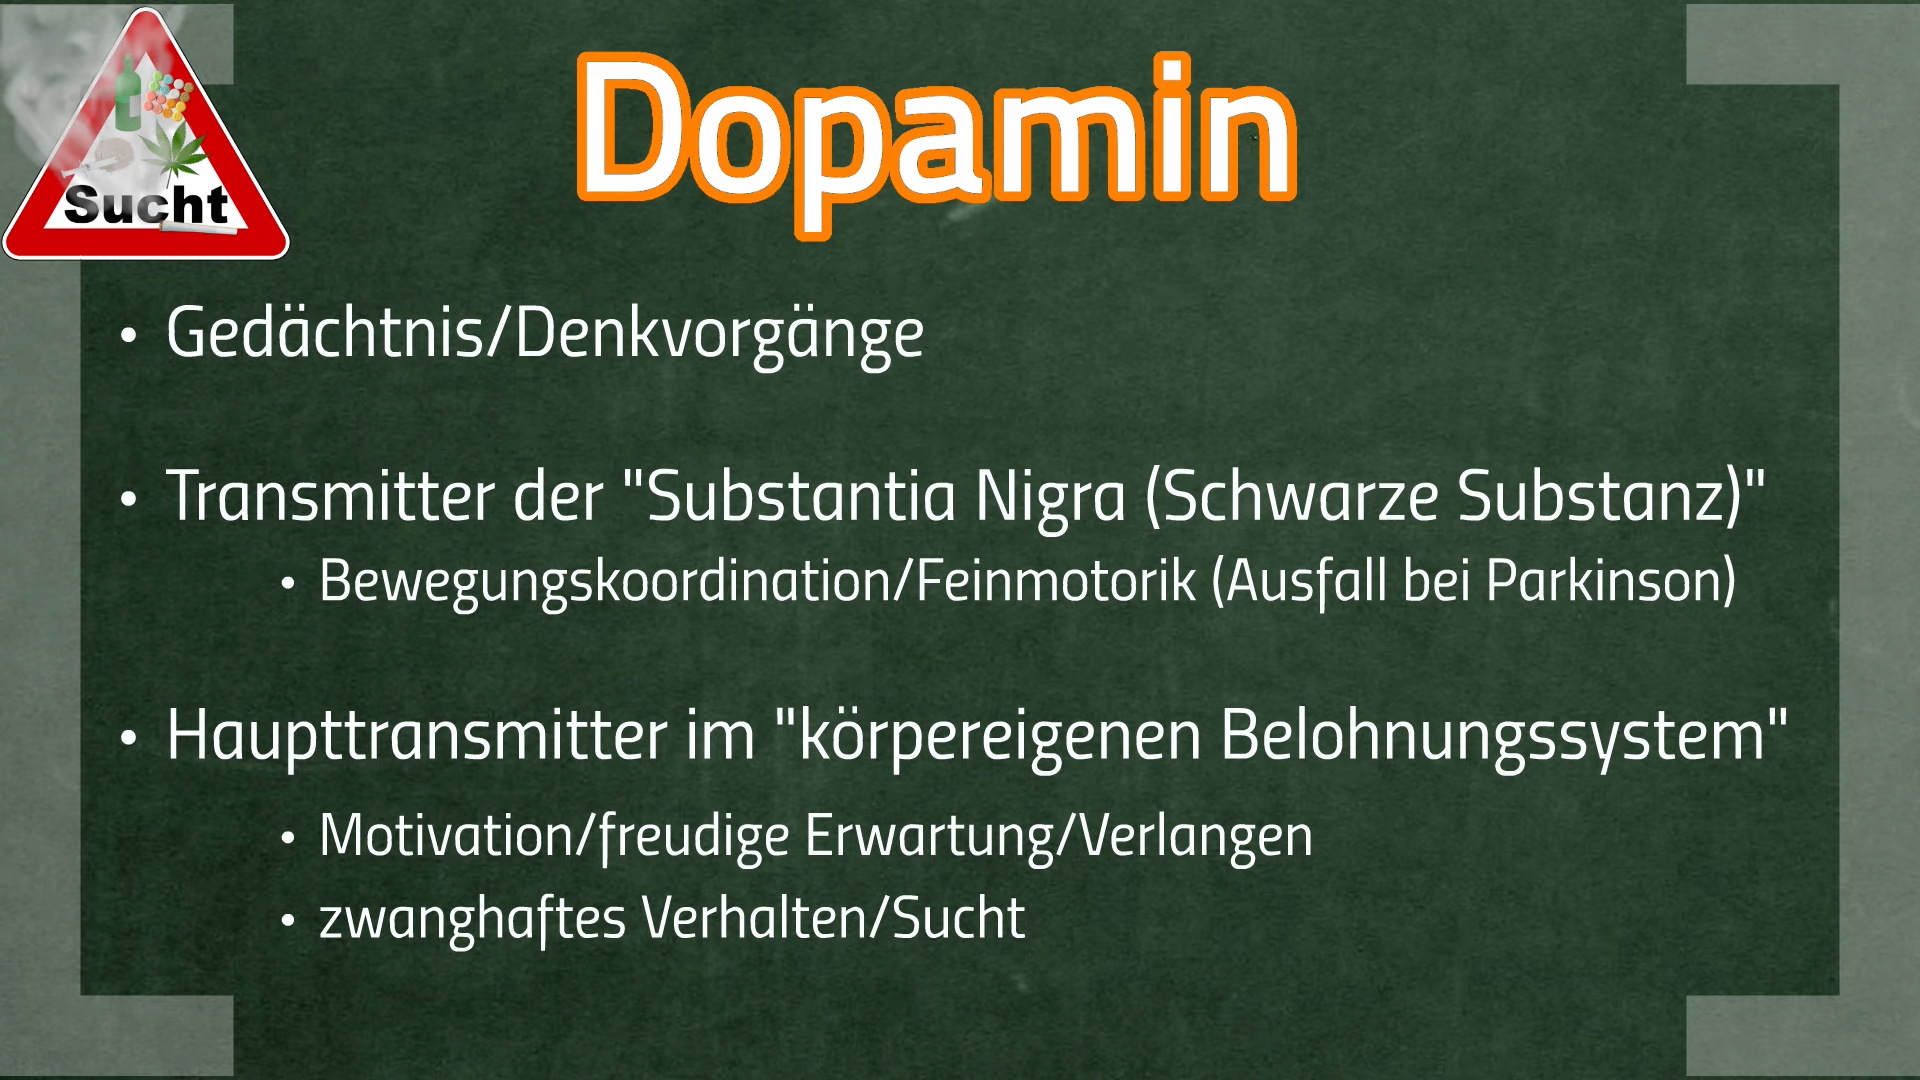 Sucht
Dopamin
• Gedächtnis/Denkvorgänge
• Transmitter der "Substantia Nigra (Schwarze Substanz)"
• Bewegungskoordination/Feinmotorik (Ausfall bei Parkinson)
• Haupttransmitter im "körpereigenen Belohnungssystem"
• Motivation/freudige Erwartung/Verlangen
• zwanghaftes Verhalten/Sucht